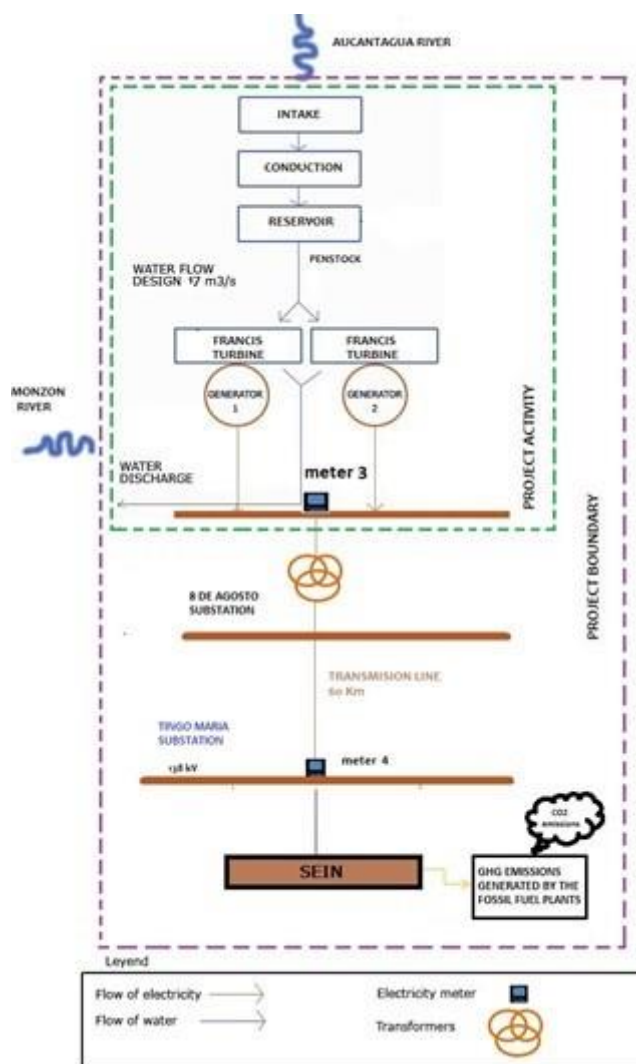 AUCANTAGUA RIVER
INTAKE
CONDUCTION
RESERVOIR
PENSTOCK
WATER FLOW
DESIGN 17 m3/s
FRANCIS
TURBINE
FRANCIS
TURBINE
GENERATOR
1
GENERATOR
2
MONZON
RIVER
WATER
DISCHARGE
meter 3
PROJECT ACTIVITY
PROJECT BOUNDARY
8 DE AGOSTO
SUBSTATION
TRANSMISION LINE
60 Km
TINGO MARIA
SUBSTATION
138 kV
meter 4
CO2
emissions
SEIN
GHG EMISSIONS
GENERATED BY THE
FOSSIL FUEL PLANTS
Leyend
Flow of electricity
Electricity meter
Flow of water
Transformers